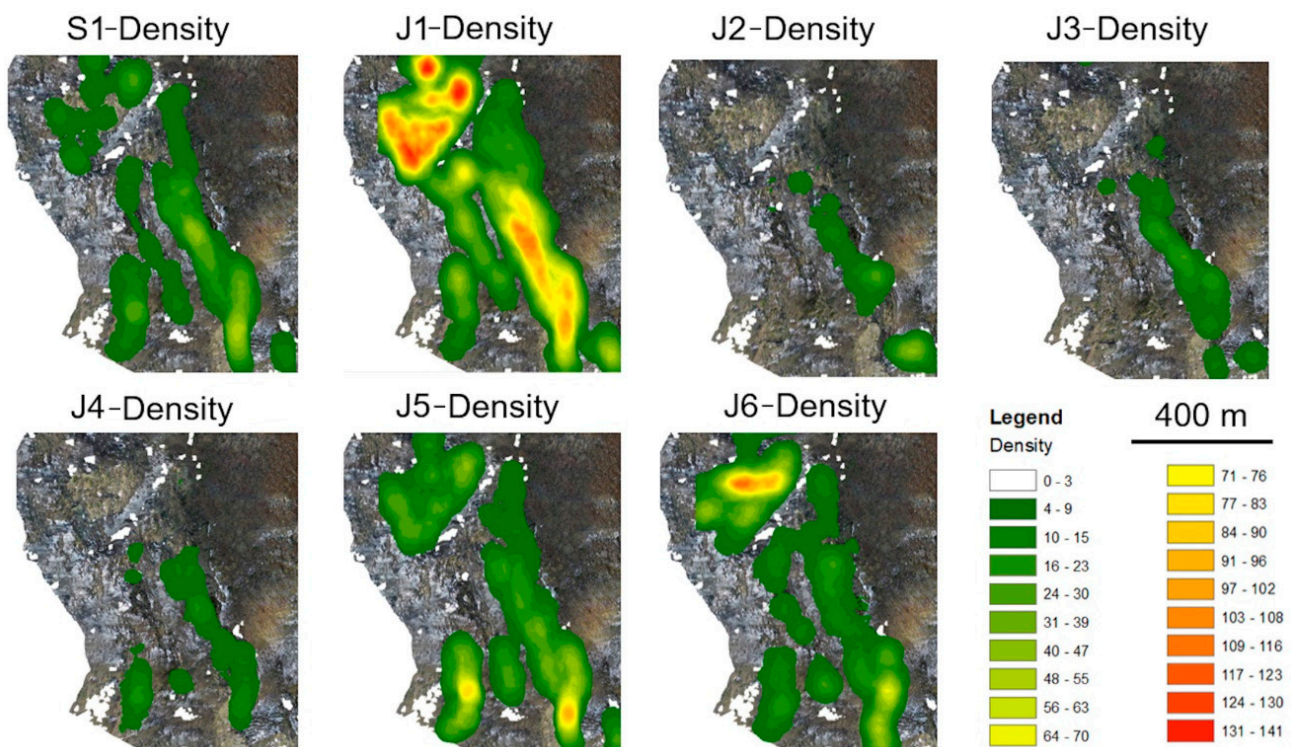 S1-Density
J1-Density
J2-Density
J3-Density
J4-Density
J5-Density
J6-Density
Legend
Density
0 - 3
4 - 9
10 - 15
16 - 23
24 - 30
31 - 39
40 - 47
48 - 55
56 - 63
64 - 70
400 m
71 - 76
77 - 83
84 - 90
91 - 96
97 - 102
103 - 108
109 - 116
117 - 123
124 - 130
131 - 141